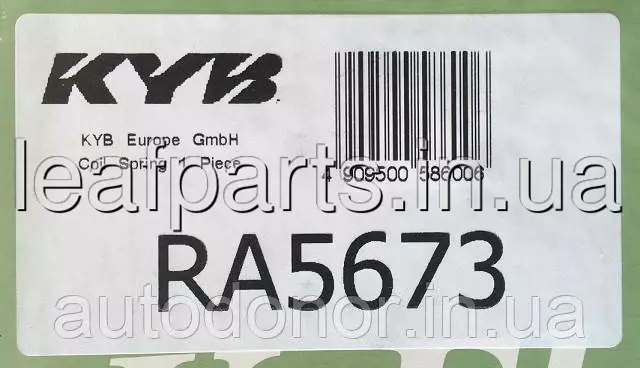 KYB
KYB Europe GmbH
Coil Spring 1 Piece
4 909500 586006
leafparts.in.ua
RA5673
autodonor.in.ua